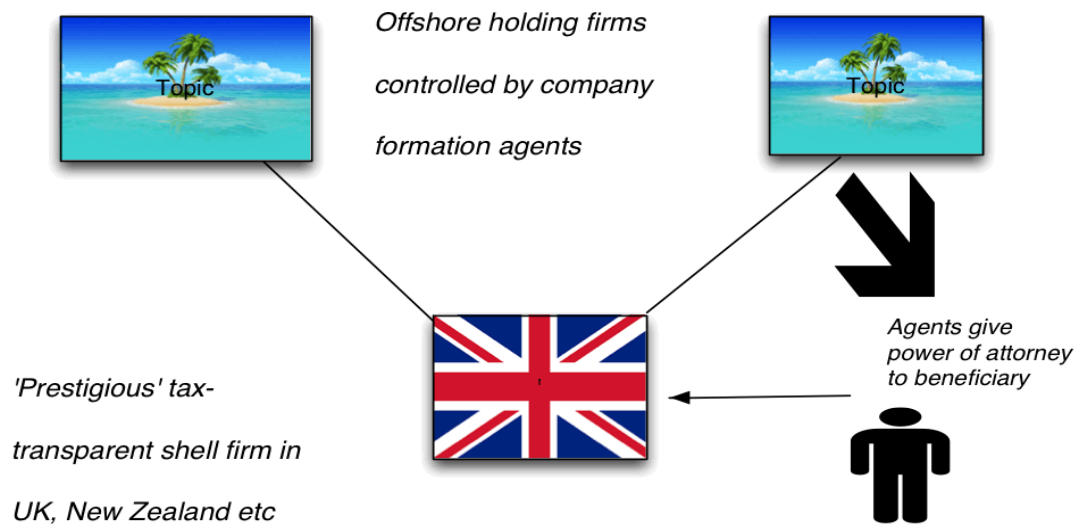 Topic
Offshore holding firms
controlled by company
formation agents
Topic
Agents give
power of attorney
to beneficiary
'Prestigious' tax-
transparent shell firm in
UK, New Zealand etc